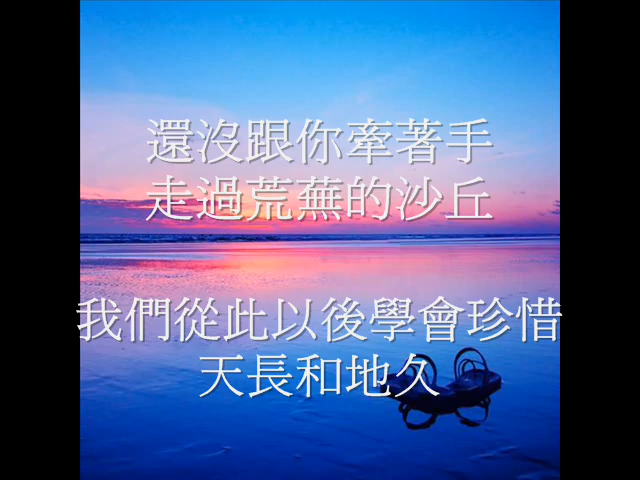 還沒跟你牽著手
走過荒蕪的沙丘
我們從此以後學會珍惜
天長和地久